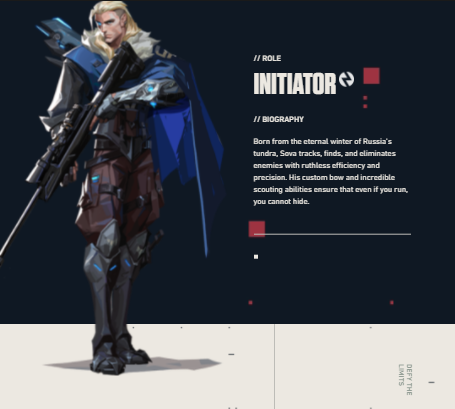 // ROLE
INITIATOR
// BIOGRAPHY
Born from the eternal winter of Russia's
tundra, Sova tracks, finds, and eliminates
enemies with ruthless efficiency and
precision. His custom bow and incredible
scouting abilities ensure that even if you run,
you cannot hide.
DEFY THE
LIMITS